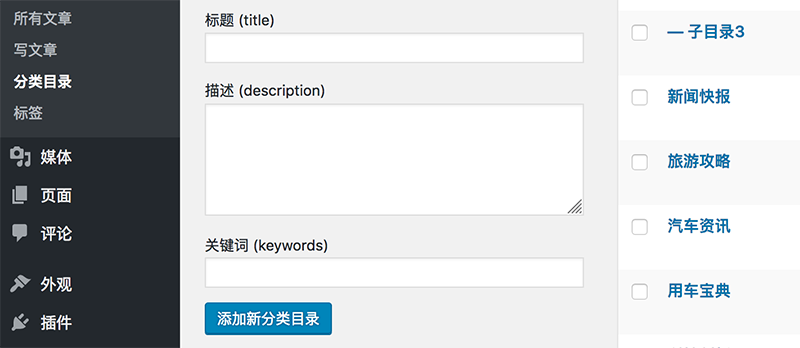 所有文章
写文章
分类目录
标签
媒体
页面
评论
外观
插件
标题 (title)
描述 (description)
关键词 (keywords)
添加新分类目录
— 子目录3
新闻快报
旅游攻略
汽车资讯
用车宝典